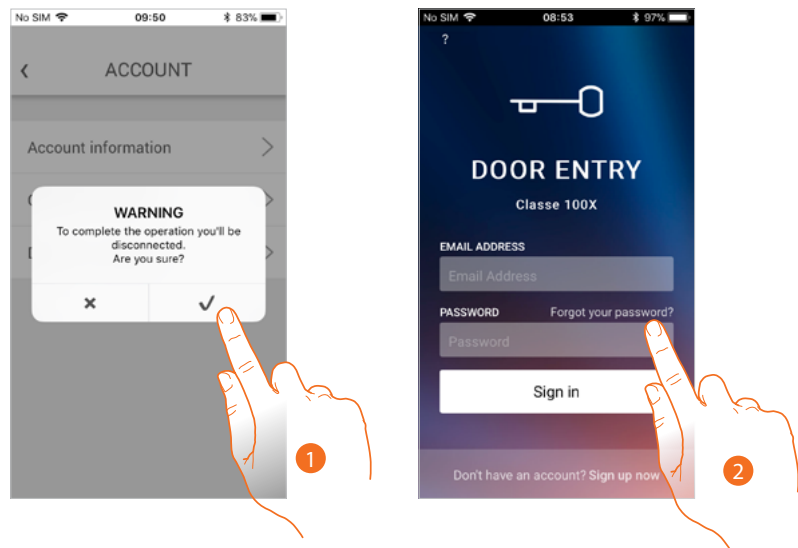 No SIM 09:50 83%
ACCOUNT
Account information
C
D
WARNING
To complete the operation you'll be
disconnected.
Are you sure?
1
No SIM 08:53 97%
?
DOOR ENTRY
Classe 100X
EMAIL ADDRESS
Email Address
PASSWORD Forgot your password?
Password
Sign in
Don't have an account? Sign up now
2